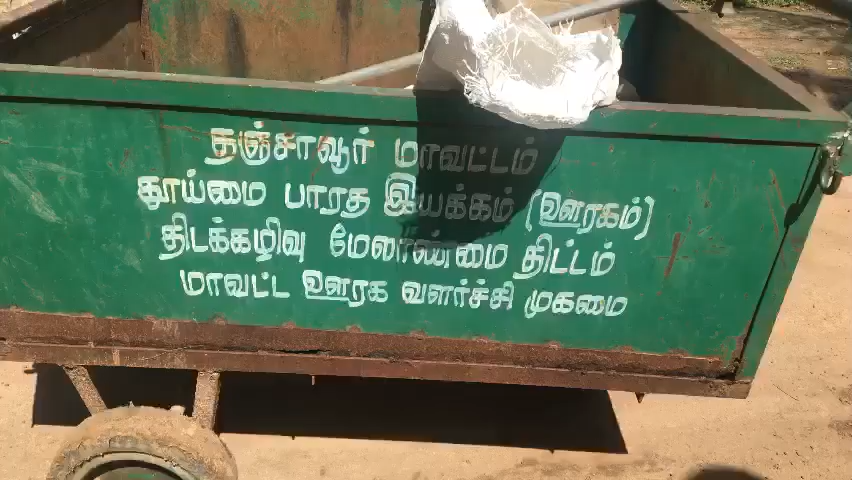 தஞ்சாவூர் மாவட்டம்
தூய்மை பாரத இயக்கம் (ஊரகம்)
திடக்கழிவு மேலாண்மை திட்டம்
மாவட்ட ஊரக வளர்ச்சி முகமை